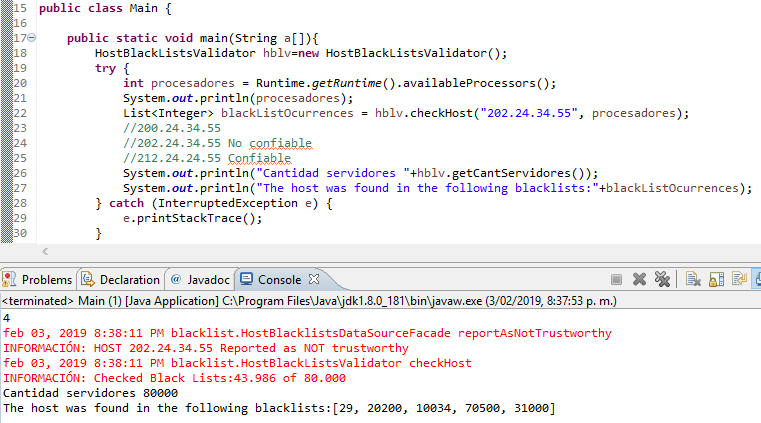 15 public class Main {
16
17 public static void main(String a[]){
18 HostBlackListsValidator hblv=new HostBlackListsValidator();
19 try {
20 int procesadores = Runtime.getRuntime().availableProcessors();
21 System.out.println(procesadores);
22 List<Integer> blackListOcurrences = hblv.checkHost("202.24.34.55", procesadores);
23 //200.24.34.55
24 //202.24.34.55 No confiable
25 //212.24.24.55 Confiable
26 System.out.println("Cantidad servidores "+hblv.getCantServidores());
27 System.out.println("The host was found in the following blacklists:"+blackListOcurrences);
28 } catch (InterruptedException e) {
29 e.printStackTrace();
30 }
Problems Declaration @ Javadoc Console
<terminated> Main (1) [Java Application] C:\Program Files\Java\jdk1.8.0_181\bin\javaw.exe (3/02/2019, 8:37:53 p. m.)
4
feb 03, 2019 8:38:11 PM blacklist.HostBlacklistsDataSourceFacade reportAsNotTrustworthy
INFORMACIÓN: HOST 202.24.34.55 Reported as NOT trustworthy
feb 03, 2019 8:38:11 PM blacklist.HostBlackListsValidator checkHost
INFORMACIÓN: Checked Black Lists:43.986 of 80.000
Cantidad servidores 80000
The host was found in the following blacklists:[29, 20200, 10034, 70500, 31000]